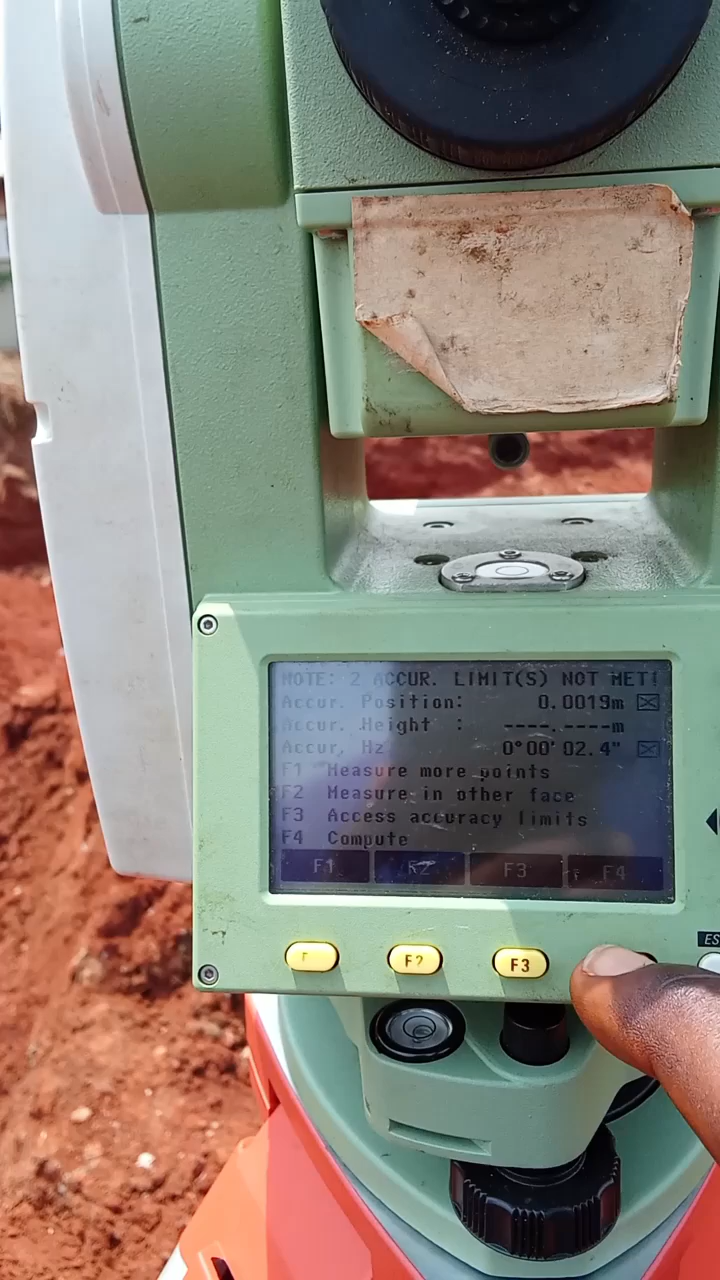 NOTE: 2 ACCUR. LIMIT(S) NOT MET!
Accur. Position: 0.0019m
Accur. Height : ----.----m
Accur. Hz 0°00'02.4"
F1 Measure more points
F2 Measure in other face
F3 Access accuracy limits
F4 Compute
F1 F2 F3 F4
F2 F3
ES